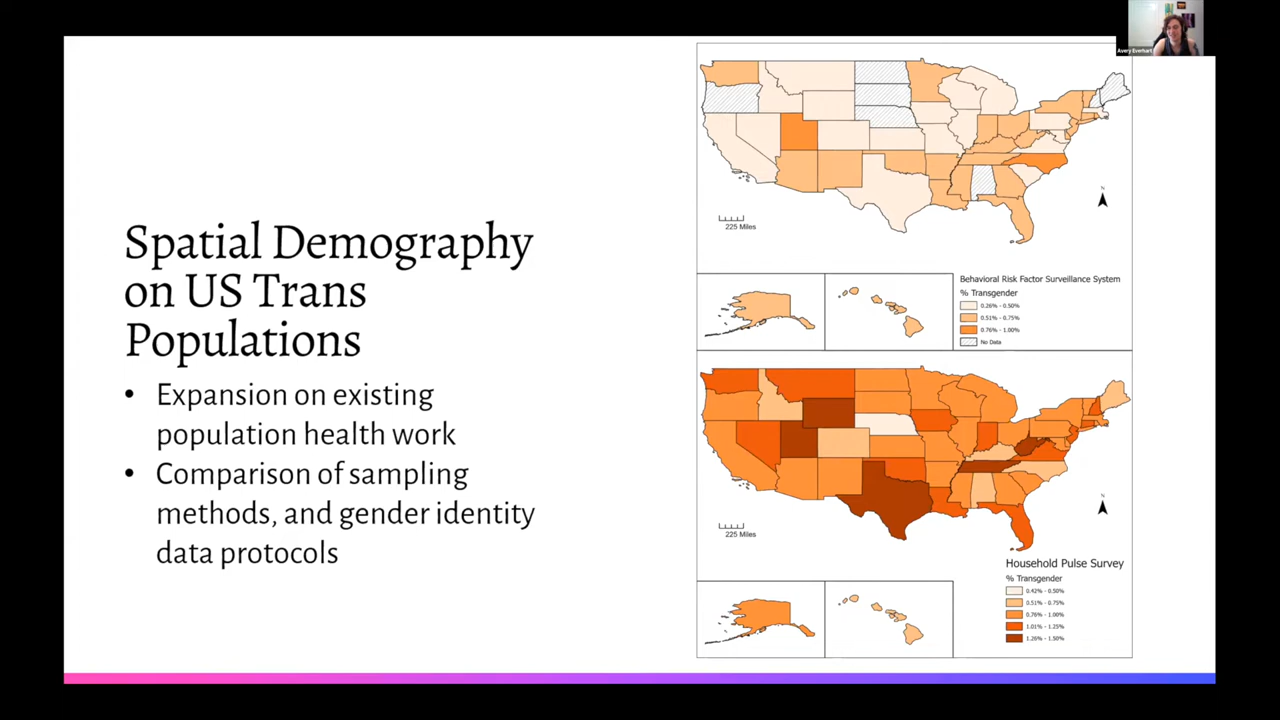 Avery Everhart
Spatial Demography
on US Trans
Populations
• Expansion on existing
population health work
• Comparison of sampling
methods, and gender identity
data protocols
N
225 Miles
Behavioral Risk Factor Surveillance System
% Transgender
0.26% - 0.50%
0.51% - 0.75%
0.76% - 1.00%
No Data
N
225 Miles
Household Pulse Survey
% Transgender
0.42% - 0.50%
0.51% - 0.75%
0.76% - 1.00%
1.01% - 1.25%
1.26% - 1.50%